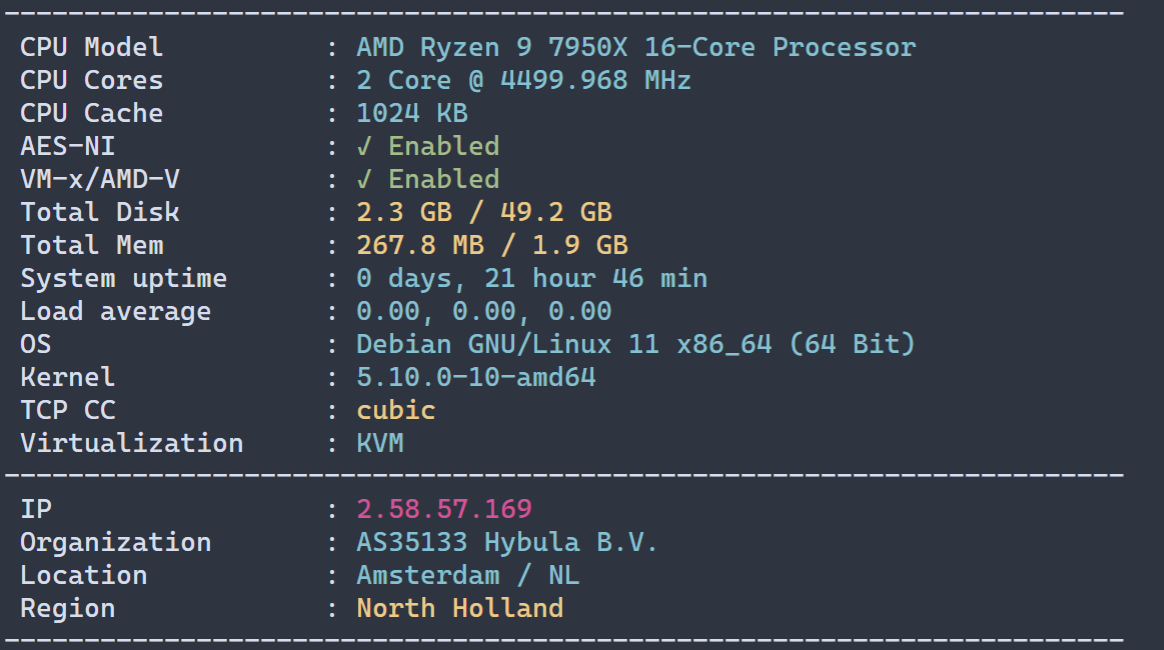 ----------------------------------------------------------------------
CPU Model : AMD Ryzen 9 7950X 16-Core Processor
CPU Cores : 2 Core @ 4499.968 MHz
CPU Cache : 1024 KB
AES-NI : √ Enabled
VM-x/AMD-V : √ Enabled
Total Disk : 2.3 GB / 49.2 GB
Total Mem : 267.8 MB / 1.9 GB
System uptime : 0 days, 21 hour 46 min
Load average : 0.00, 0.00, 0.00
OS : Debian GNU/Linux 11 x86_64 (64 Bit)
Kernel : 5.10.0-10-amd64
TCP CC : cubic
Virtualization : KVM
----------------------------------------------------------------------
IP : 2.58.57.169
Organization : AS35133 Hybula B.V.
Location : Amsterdam / NL
Region : North Holland
----------------------------------------------------------------------